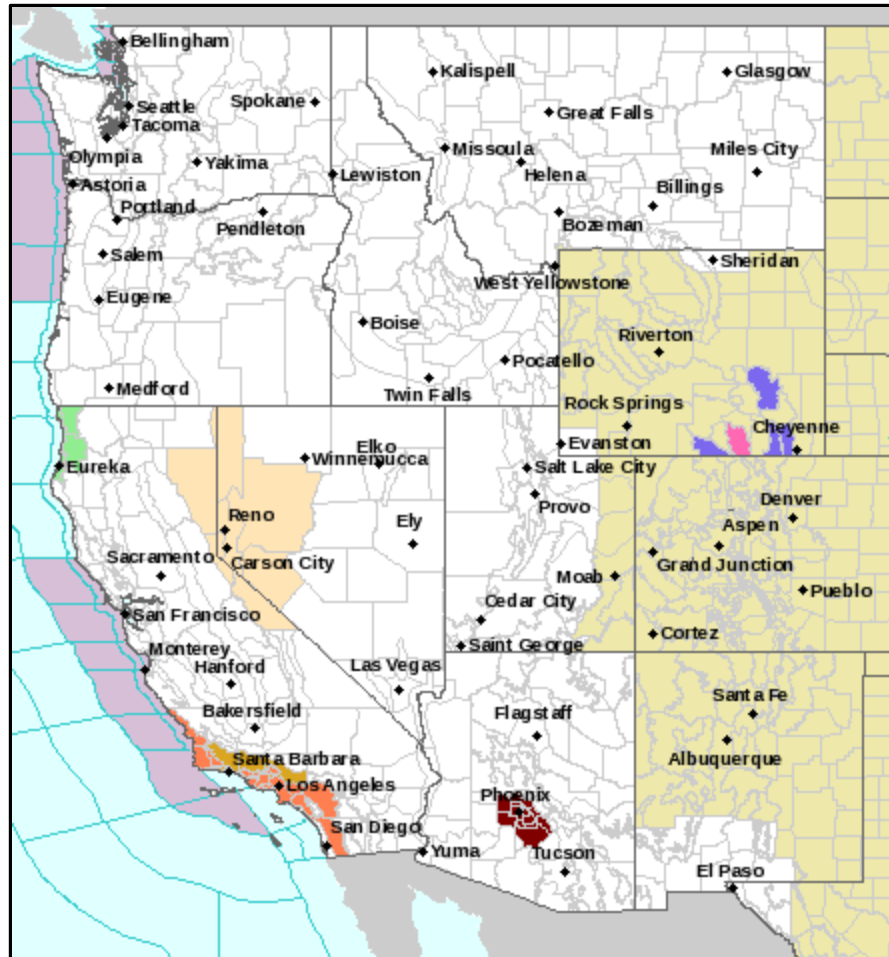 Bellingham
Kalispell
Glasgow
Seattle
Spokane
Great Falls
Tacoma
Olympia
Yakima
Missoula
Miles City
Lewiston
Helena
Astoria
Billings
Portland
Pendleton
Bozeman
Salem
Sheridan
West Yellowstone
Eugene
Boise
Riverton
Pocatello
Medford
Twin Falls
Rock Springs
Cheyenne
Eureka
Winnemucca
Elko
Evanston
Salt Lake City
Provo
Denver
Reno
Ely
Aspen
Carson City
Grand Junction
Sacramento
Moab
Pueblo
San Francisco
Cedar City
Cortez
Monterey
Saint George
Hanford
Las Vegas
Santa Fe
Bakersfield
Flagstaff
Albuquerque
Santa Barbara
Los Angeles
Phoenix
San Diego
Yuma
Tucson
El Paso